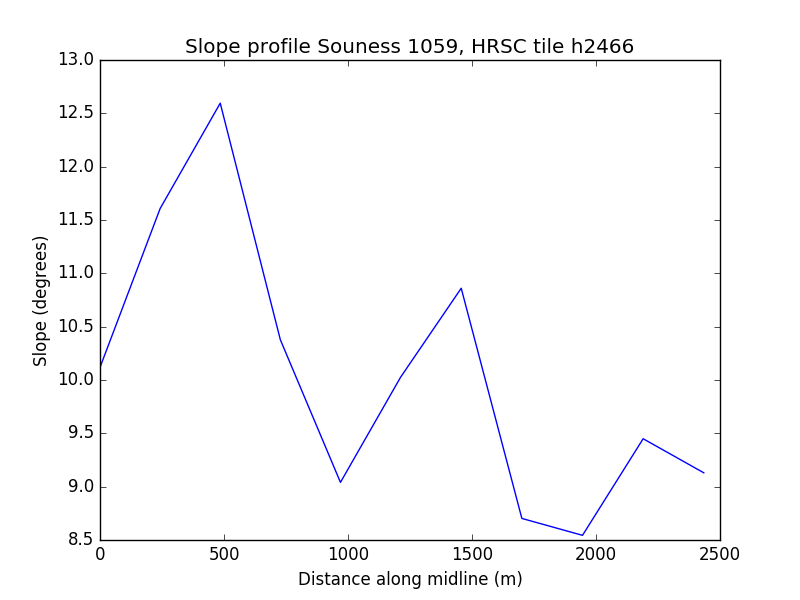 Slope profile Souness 1059, HRSC tile h2466
13.0
12.5
12.0
11.5
11.0
10.5
10.0
9.5
9.0
8.5
Slope (degrees)
0 500 1000 1500 2000 2500
Distance along midline (m)